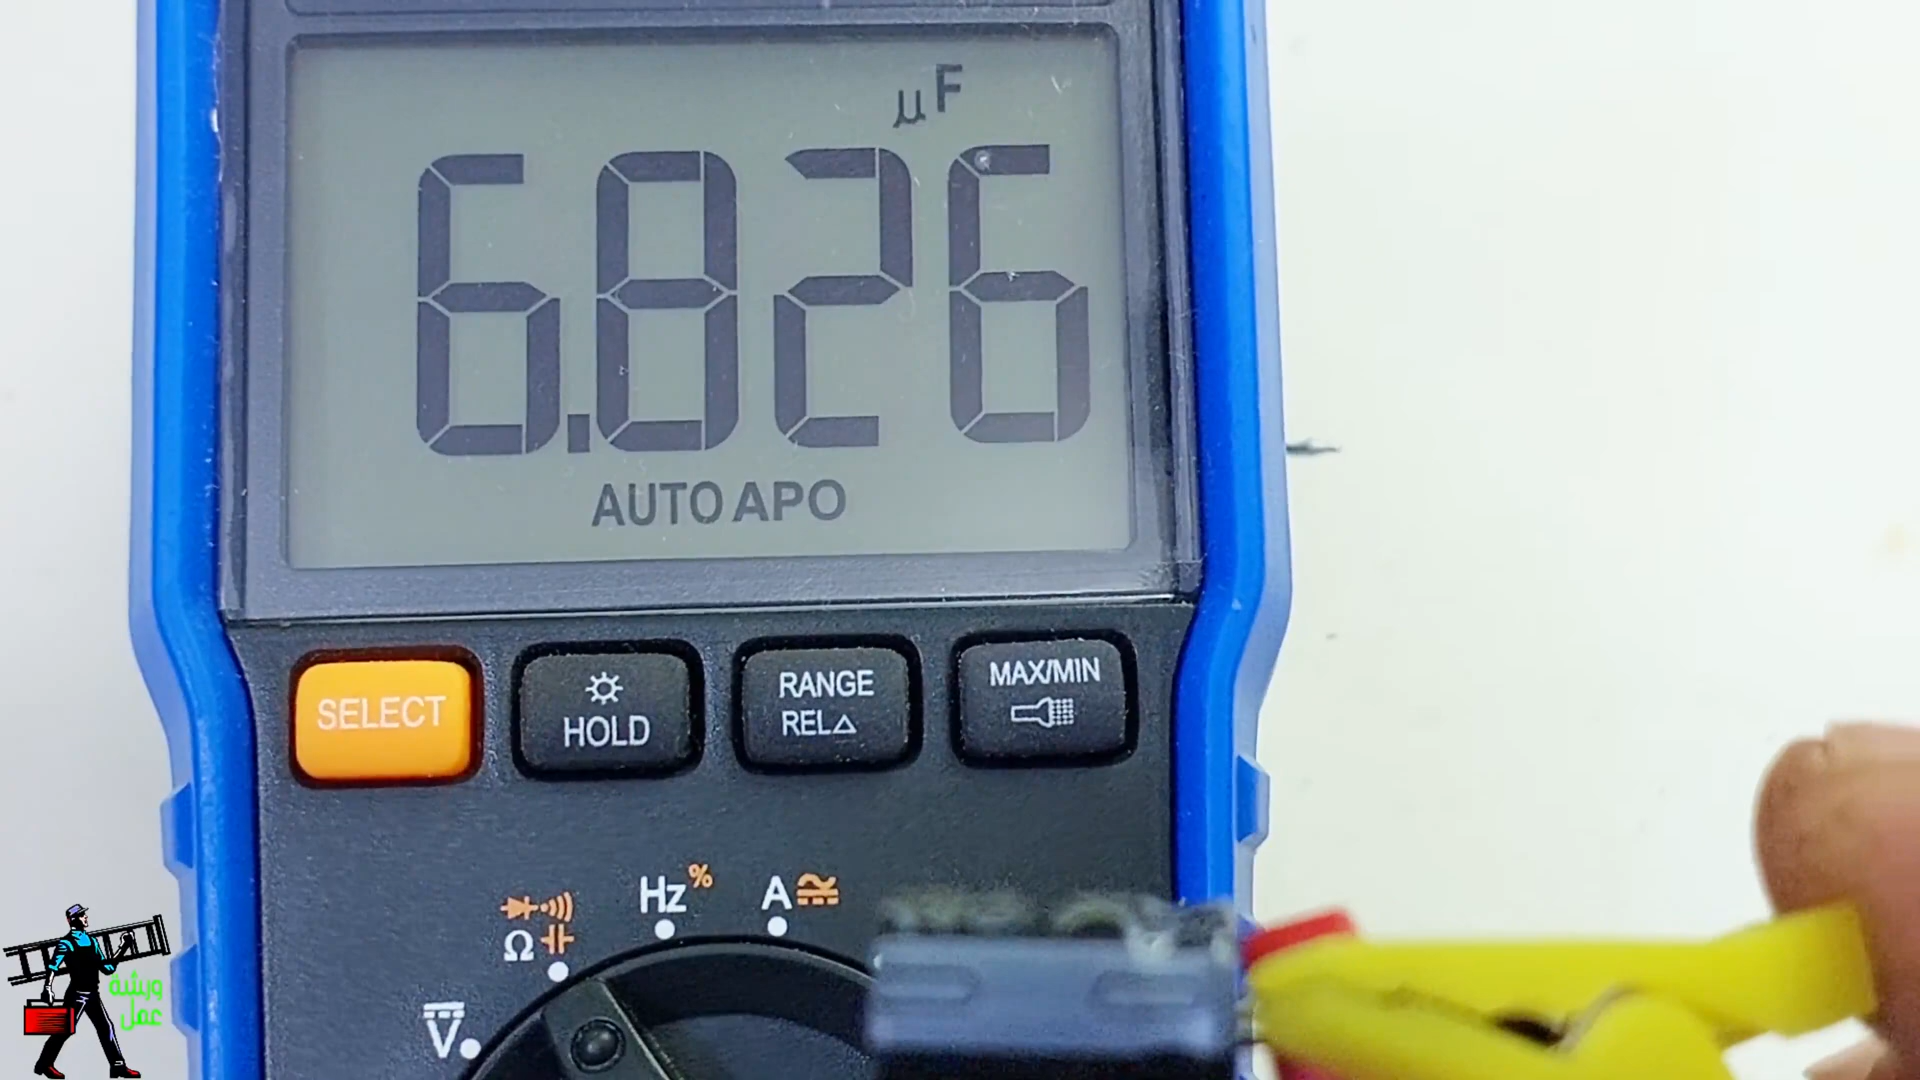 µF
6.826
AUTO APO
SELECT
HOLD
RANGE
REL△
MAX/MIN
Hz%
A
Ω
V
ورشة
عمل